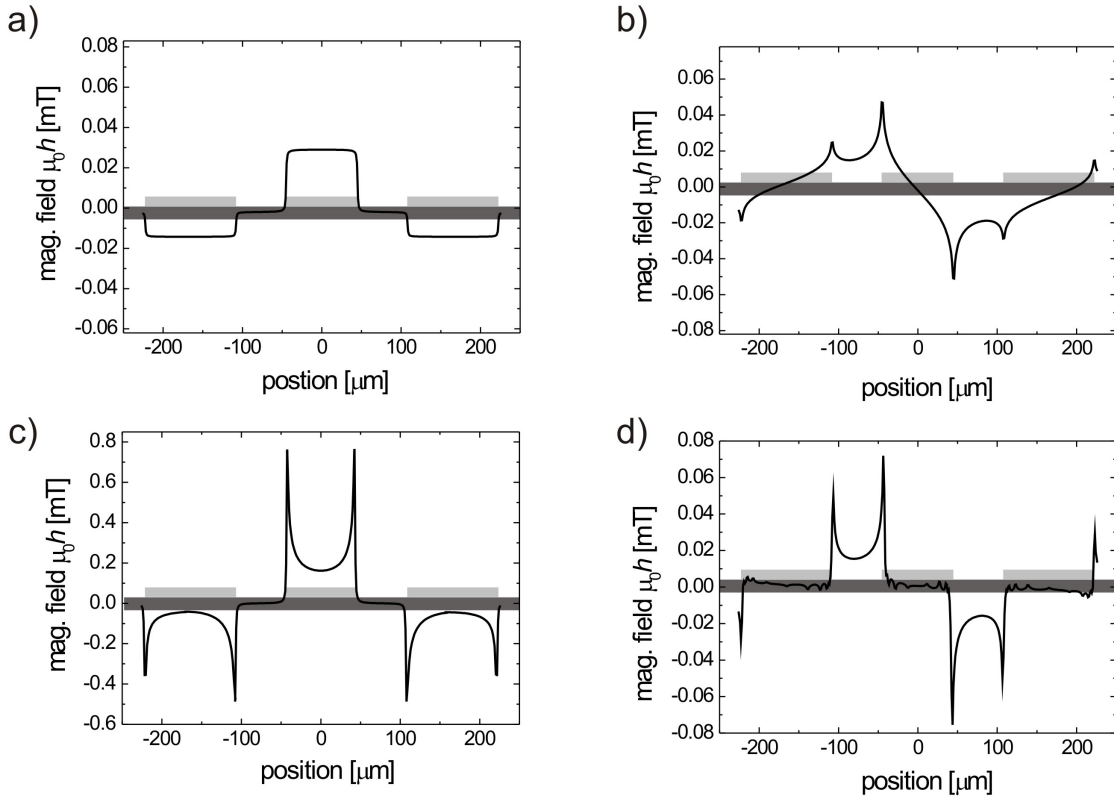 a)
0.08
0.06
0.04
0.02
0.00
-0.02
-0.04
-0.06
mag. field μ₀h [mT]
-200 -100 0 100 200
postion [μm]
b)
0.06
0.04
0.02
0.00
-0.02
-0.04
-0.06
-0.08
mag. field μ₀h [mT]
-200 -100 0 100 200
position [μm]
c)
0.8
0.6
0.4
0.2
0.0
-0.2
-0.4
-0.6
mag. field μ₀h [mT]
-200 -100 0 100 200
position [μm]
d)
0.08
0.06
0.04
0.02
0.00
-0.02
-0.04
-0.06
-0.08
mag. field μ₀h [mT]
-200 -100 0 100 200
position [μm]